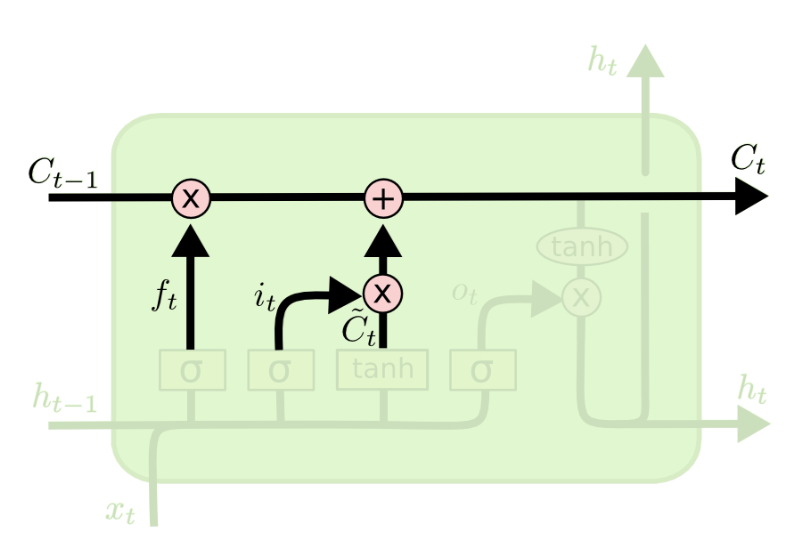 h_t
C_{t-1}
C_t
x
+
tanh
f_t
i_t
x
o_t
x
C̃_t
σ
σ
tanh
σ
h_{t-1}
h_t
x_t